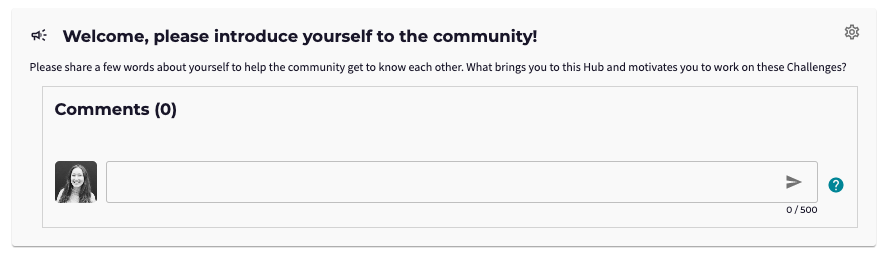 Welcome, please introduce yourself to the community!
Please share a few words about yourself to help the community get to know each other. What brings you to this Hub and motivates you to work on these Challenges?
Comments (0)
?
0 / 500